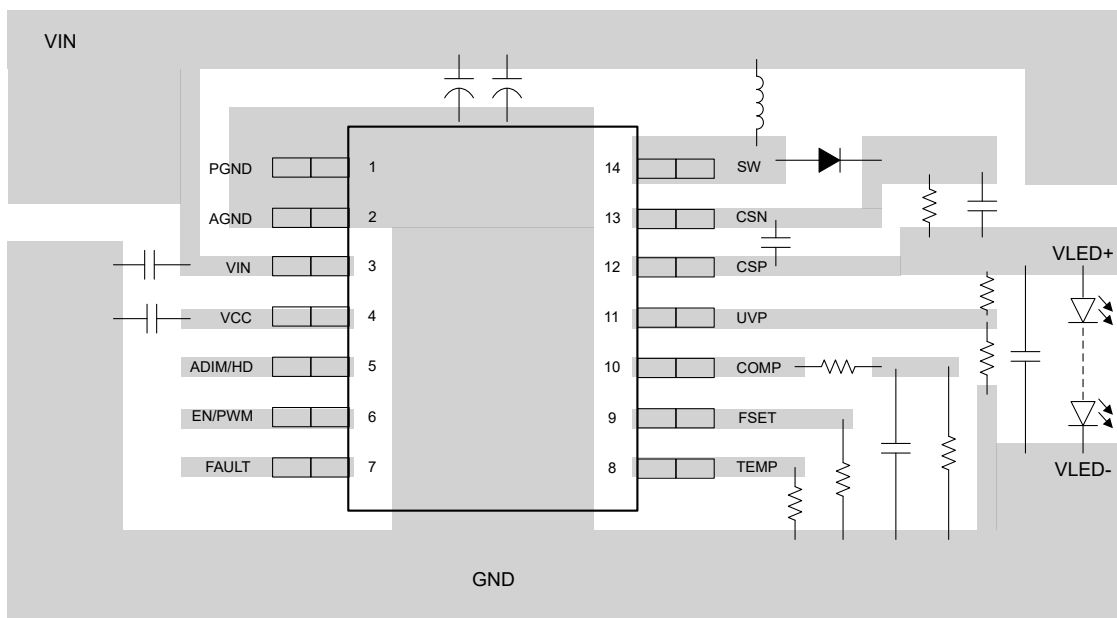 VIN
PGND 1 14 SW
AGND 2 13 CSN
VIN 3 12 CSP
VLED+
VCC 4 11 UVP
ADIM/HD 5 10 COMP
EN/PWM 6 9 FSET
FAULT 7 8 TEMP
VLED-
GND